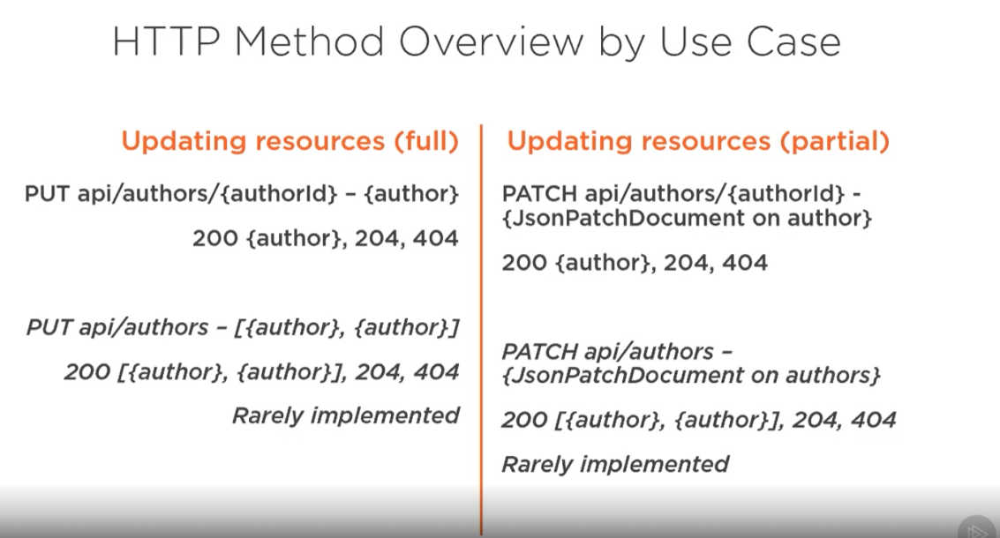 HTTP Method Overview by Use Case
Updating resources (full)
PUT api/authors/{authorId} – {author}
200 {author}, 204, 404
PUT api/authors – [{author}, {author}]
200 [{author}, {author}], 204, 404
Rarely implemented
Updating resources (partial)
PATCH api/authors/{authorId} -
{JsonPatchDocument on author}
200 {author}, 204, 404
PATCH api/authors –
{JsonPatchDocument on authors}
200 [{author}, {author}], 204, 404
Rarely implemented